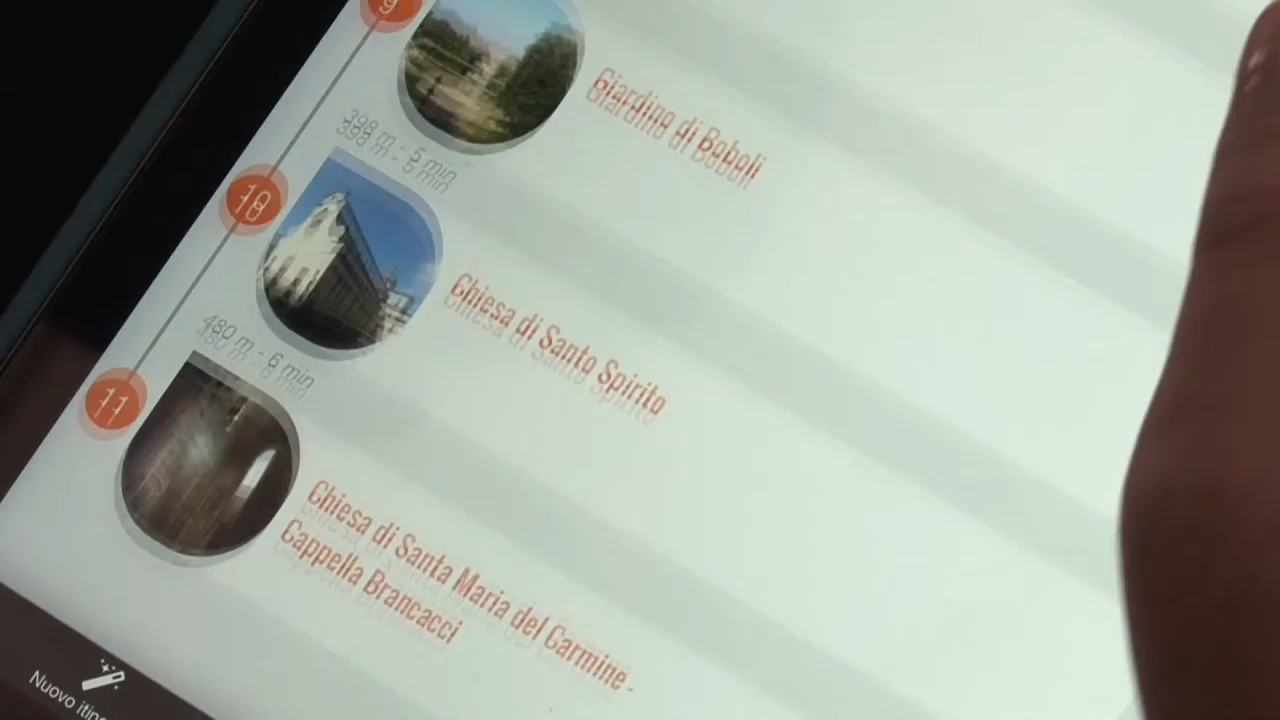 9
Giardino di Boboli
398 m - 5 min
10
Chiesa di Santo Spirito
480 m - 6 min
11
Chiesa di Santa Maria del Carmine
Cappella Brancacci
Nuovo